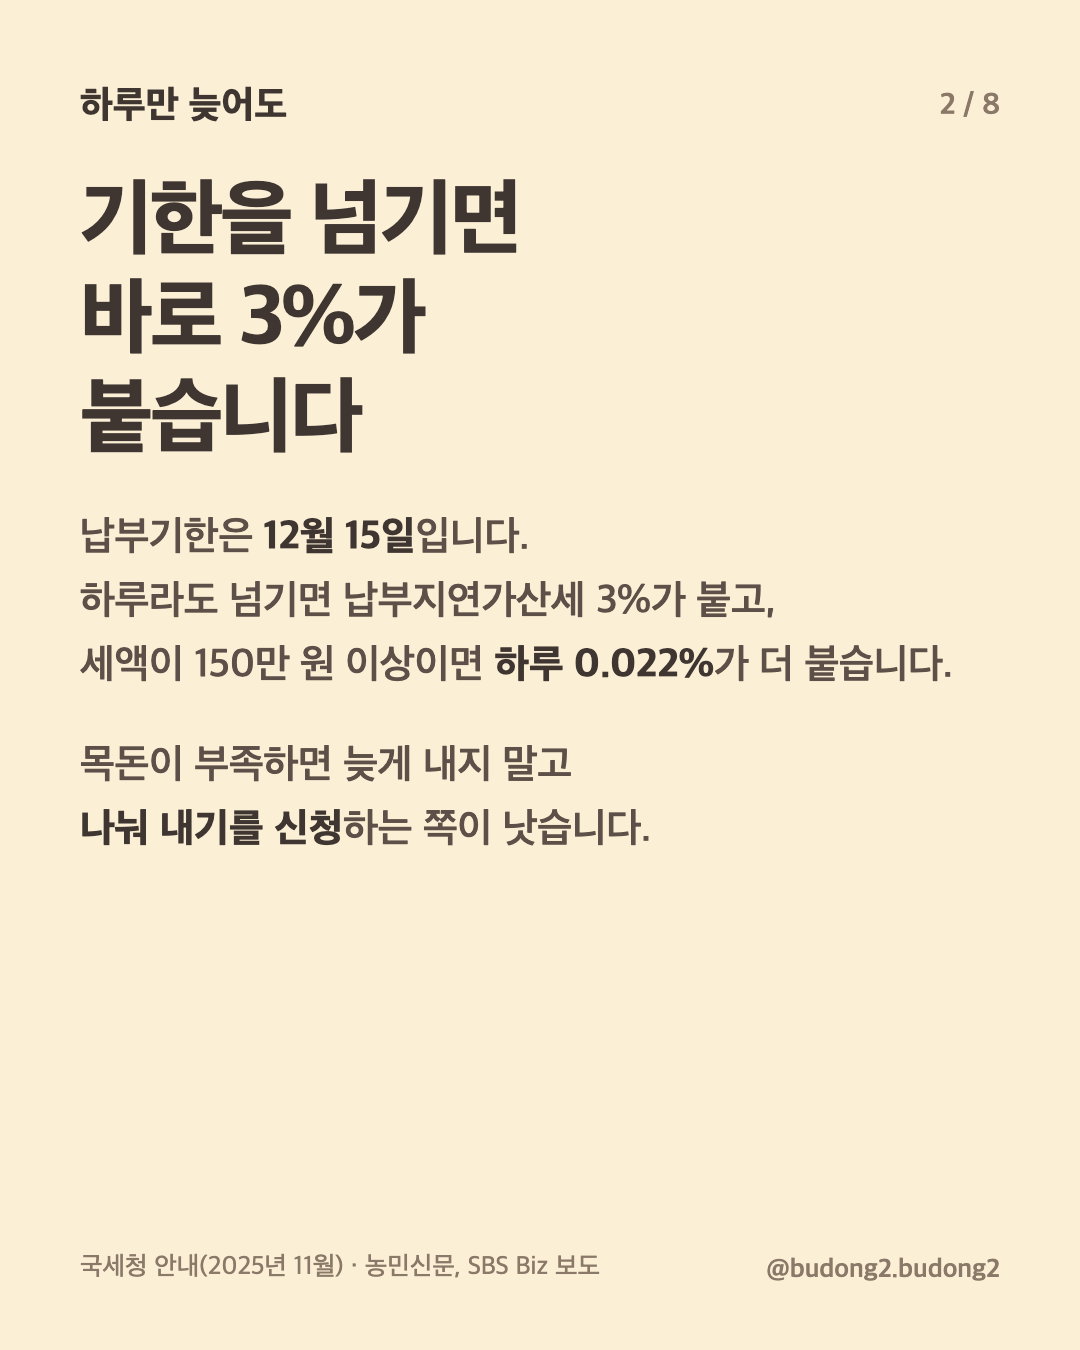 하루만 늦어도
2 / 8
기한을 넘기면
바로 3%가
붙습니다
납부기한은 12월 15일입니다.
하루라도 넘기면 납부지연가산세 3%가 붙고,
세액이 150만 원 이상이면 하루 0.022%가 더 붙습니다.
목돈이 부족하면 늦게 내지 말고
나눠 내기를 신청하는 쪽이 낫습니다.
국세청 안내(2025년 11월) · 농민신문, SBS Biz 보도
@budong2.budong2